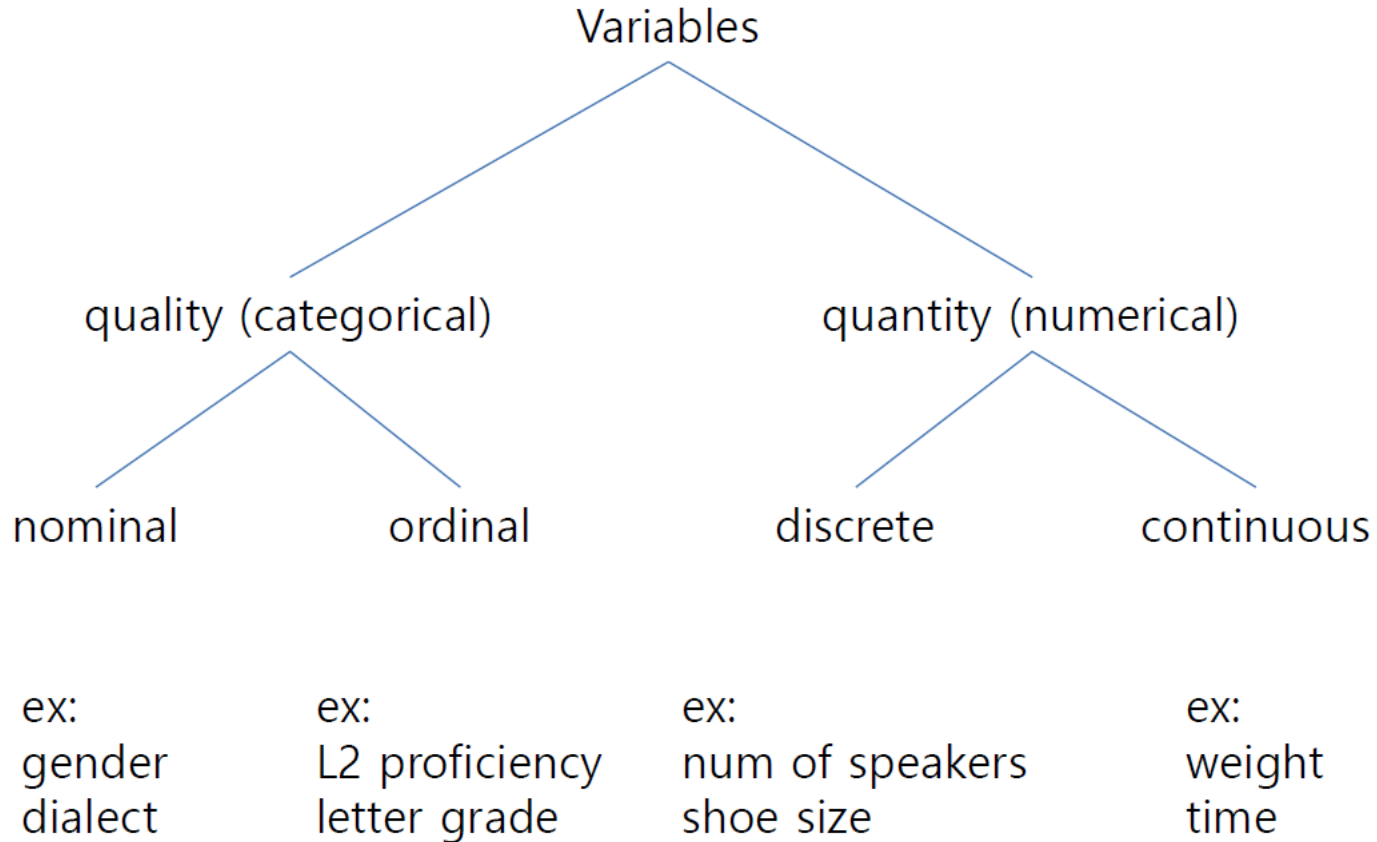 Variables
quality (categorical)
quantity (numerical)
nominal
ordinal
discrete
continuous
ex:
gender
dialect
ex:
L2 proficiency
letter grade
ex:
num of speakers
shoe size
ex:
weight
time